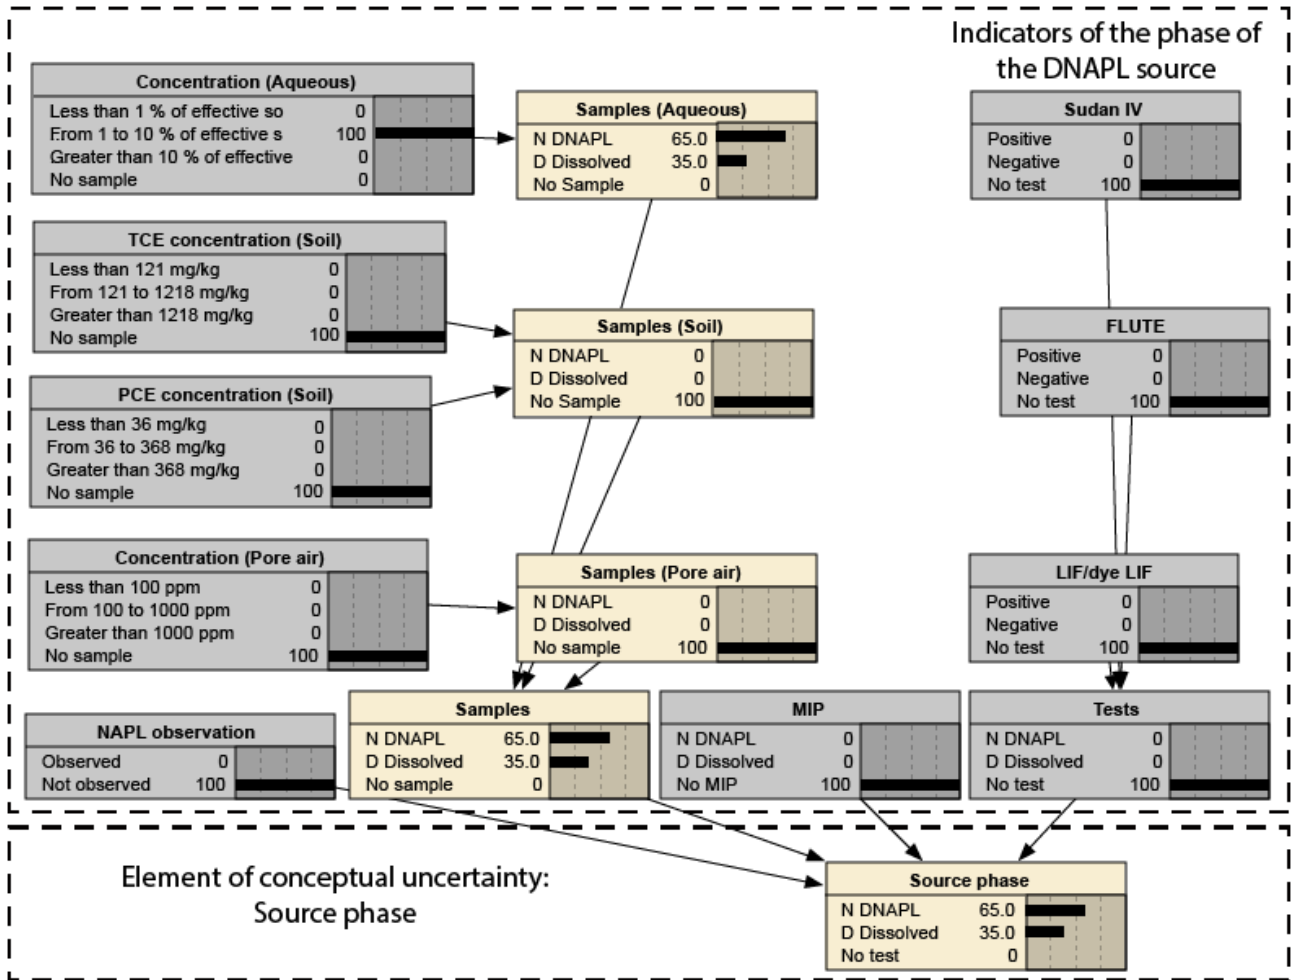 Indicators of the phase of
the DNAPL source
Concentration (Aqueous)
Less than 1 % of effective so 0
From 1 to 10 % of effective s 100
Greater than 10 % of effective 0
No sample 0
Samples (Aqueous)
N DNAPL 65.0
D Dissolved 35.0
No Sample 0
Sudan IV
Positive 0
Negative 0
No test 100
TCE concentration (Soil)
Less than 121 mg/kg 0
From 121 to 1218 mg/kg 0
Greater than 1218 mg/kg 0
No sample 100
Samples (Soil)
N DNAPL 0
D Dissolved 0
No Sample 100
FLUTE
Positive 0
Negative 0
No test 100
PCE concentration (Soil)
Less than 36 mg/kg 0
From 36 to 368 mg/kg 0
Greater than 368 mg/kg 0
No sample 100
Concentration (Pore air)
Less than 100 ppm 0
From 100 to 1000 ppm 0
Greater than 1000 ppm 0
No sample 100
Samples (Pore air)
N DNAPL 0
D Dissolved 0
No sample 100
LIF/dye LIF
Positive 0
Negative 0
No test 100
NAPL observation
Observed 0
Not observed 100
Samples
N DNAPL 65.0
D Dissolved 35.0
No sample 0
MIP
N DNAPL 0
D Dissolved 0
No MIP 100
Tests
N DNAPL 0
D Dissolved 0
No test 100
Element of conceptual uncertainty:
Source phase
Source phase
N DNAPL 65.0
D Dissolved 35.0
No test 0